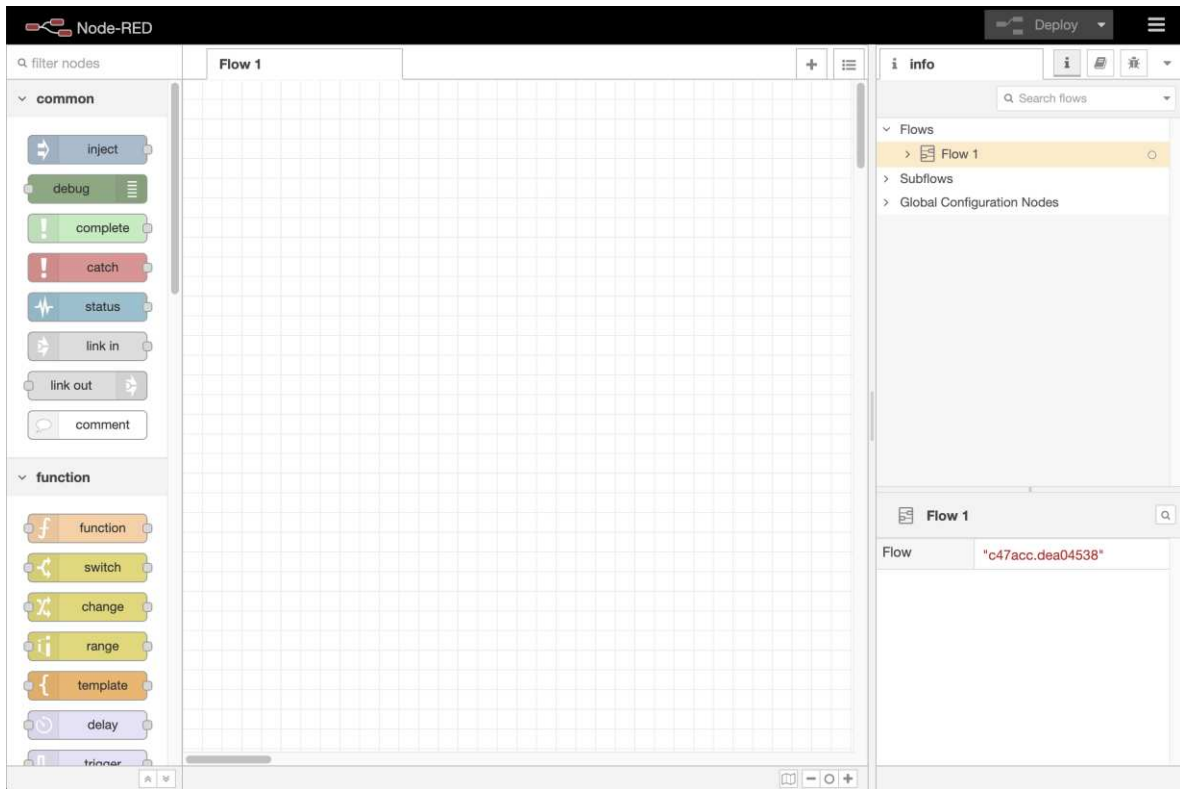 Node-RED
Deploy
filter nodes
Flow 1
i info
i
Search flows
common
inject
debug
complete
catch
status
link in
link out
comment
function
function
switch
change
range
template
delay
trigger
Flows
Flow 1
Subflows
Global Configuration Nodes
Flow 1
Flow "c47acc.dea04538"